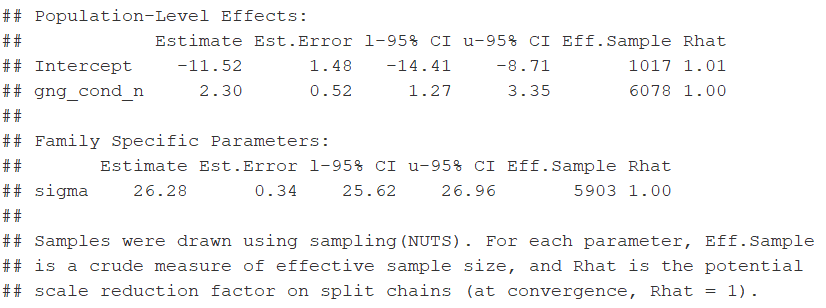 ## Population-Level Effects:
##           Estimate Est.Error l-95% CI u-95% CI Eff.Sample Rhat
## Intercept   -11.52      1.48   -14.41    -8.71       1017 1.01
## gng_cond_n    2.30      0.52     1.27     3.35       6078 1.00
##
## Family Specific Parameters:
##       Estimate Est.Error l-95% CI u-95% CI Eff.Sample Rhat
## sigma    26.28      0.34    25.62    26.96       5903 1.00
##
## Samples were drawn using sampling(NUTS). For each parameter, Eff.Sample
## is a crude measure of effective sample size, and Rhat is the potential
## scale reduction factor on split chains (at convergence, Rhat = 1).